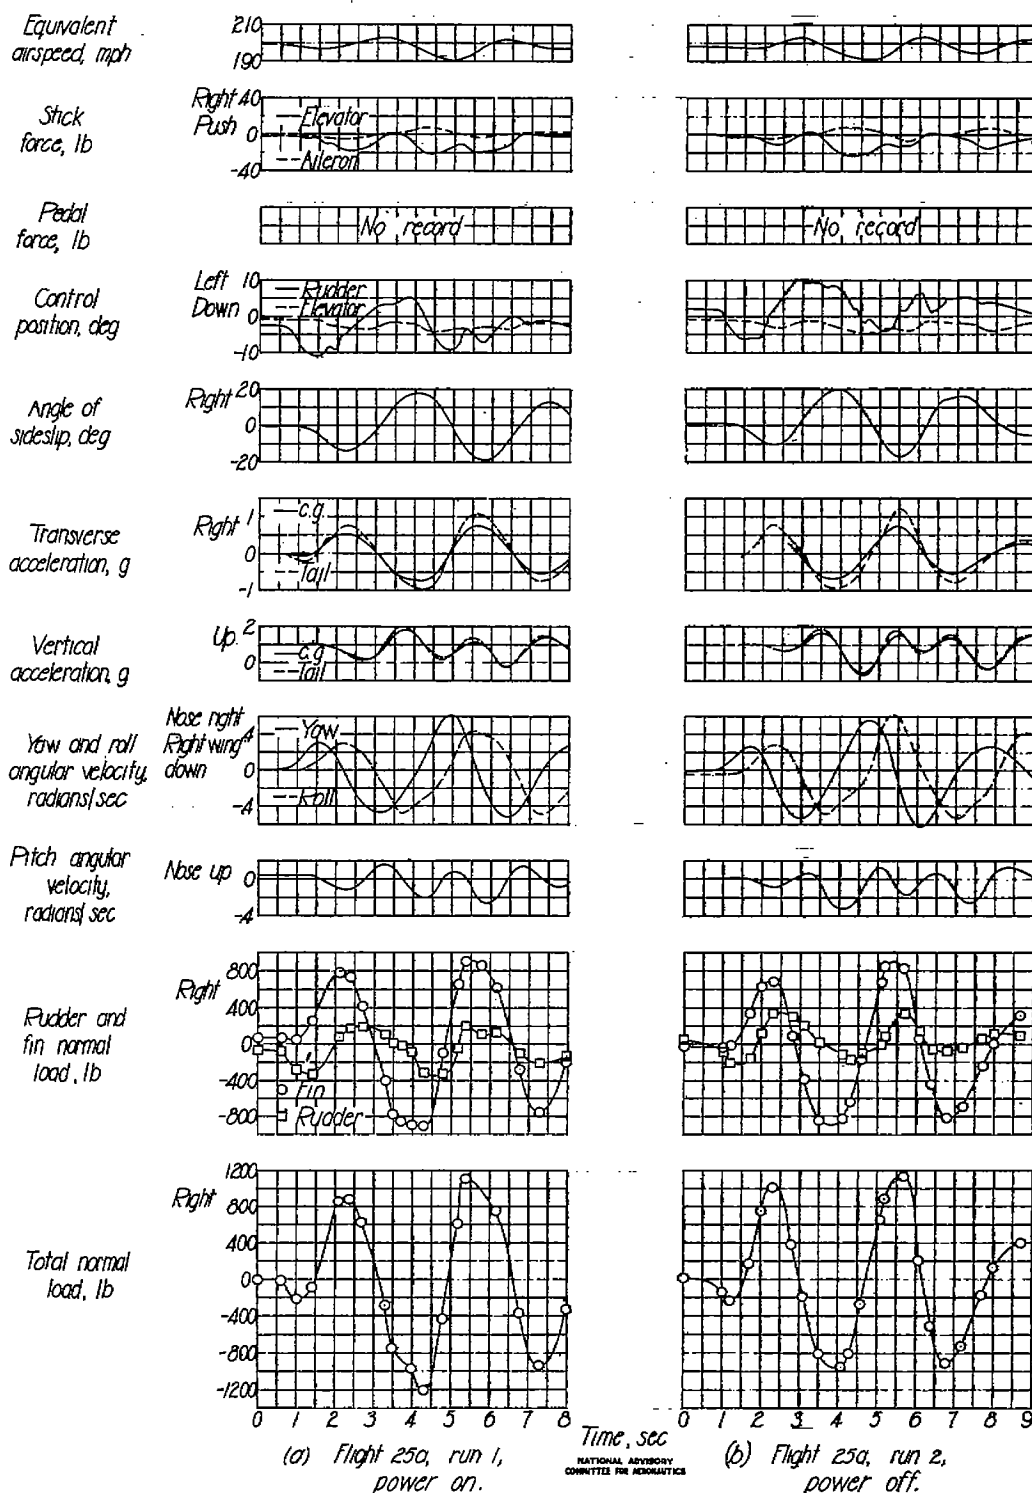 Equivalent
airspeed, mph
210
190
Stick
force, lb
Right
Push
40
0
-40
Elevator
Aileron
Pedal
force, lb
No record
No record
Control
position, deg
Left
Down
10
0
-10
Rudder
Elevator
Angle of
sideslip, deg
Right
20
0
-20
Transverse
acceleration, g
Right
1
0
-1
c.g.
Tail
Vertical
acceleration, g
Up
2
0
c.g.
Tail
Yaw and roll
angular velocity,
radians/sec
Nose right
Right wing
down
.4
0
-.4
Yaw
Roll
Pitch angular
velocity,
radians/sec
Nose up
0
-.4
Rudder and
fin normal
load, lb
Right
800
400
0
-400
-800
Fin
Rudder
Total normal
load, lb
Right
1200
800
400
0
-400
-800
-1200
0 1 2 3 4 5 6 7 8
0 1 2 3 4 5 6 7 8 9
Time, sec
(a) Flight 25a, run 1,
power on.
NATIONAL ADVISORY
COMMITTEE FOR AERONAUTICS
(b) Flight 25a, run 2,
power off.